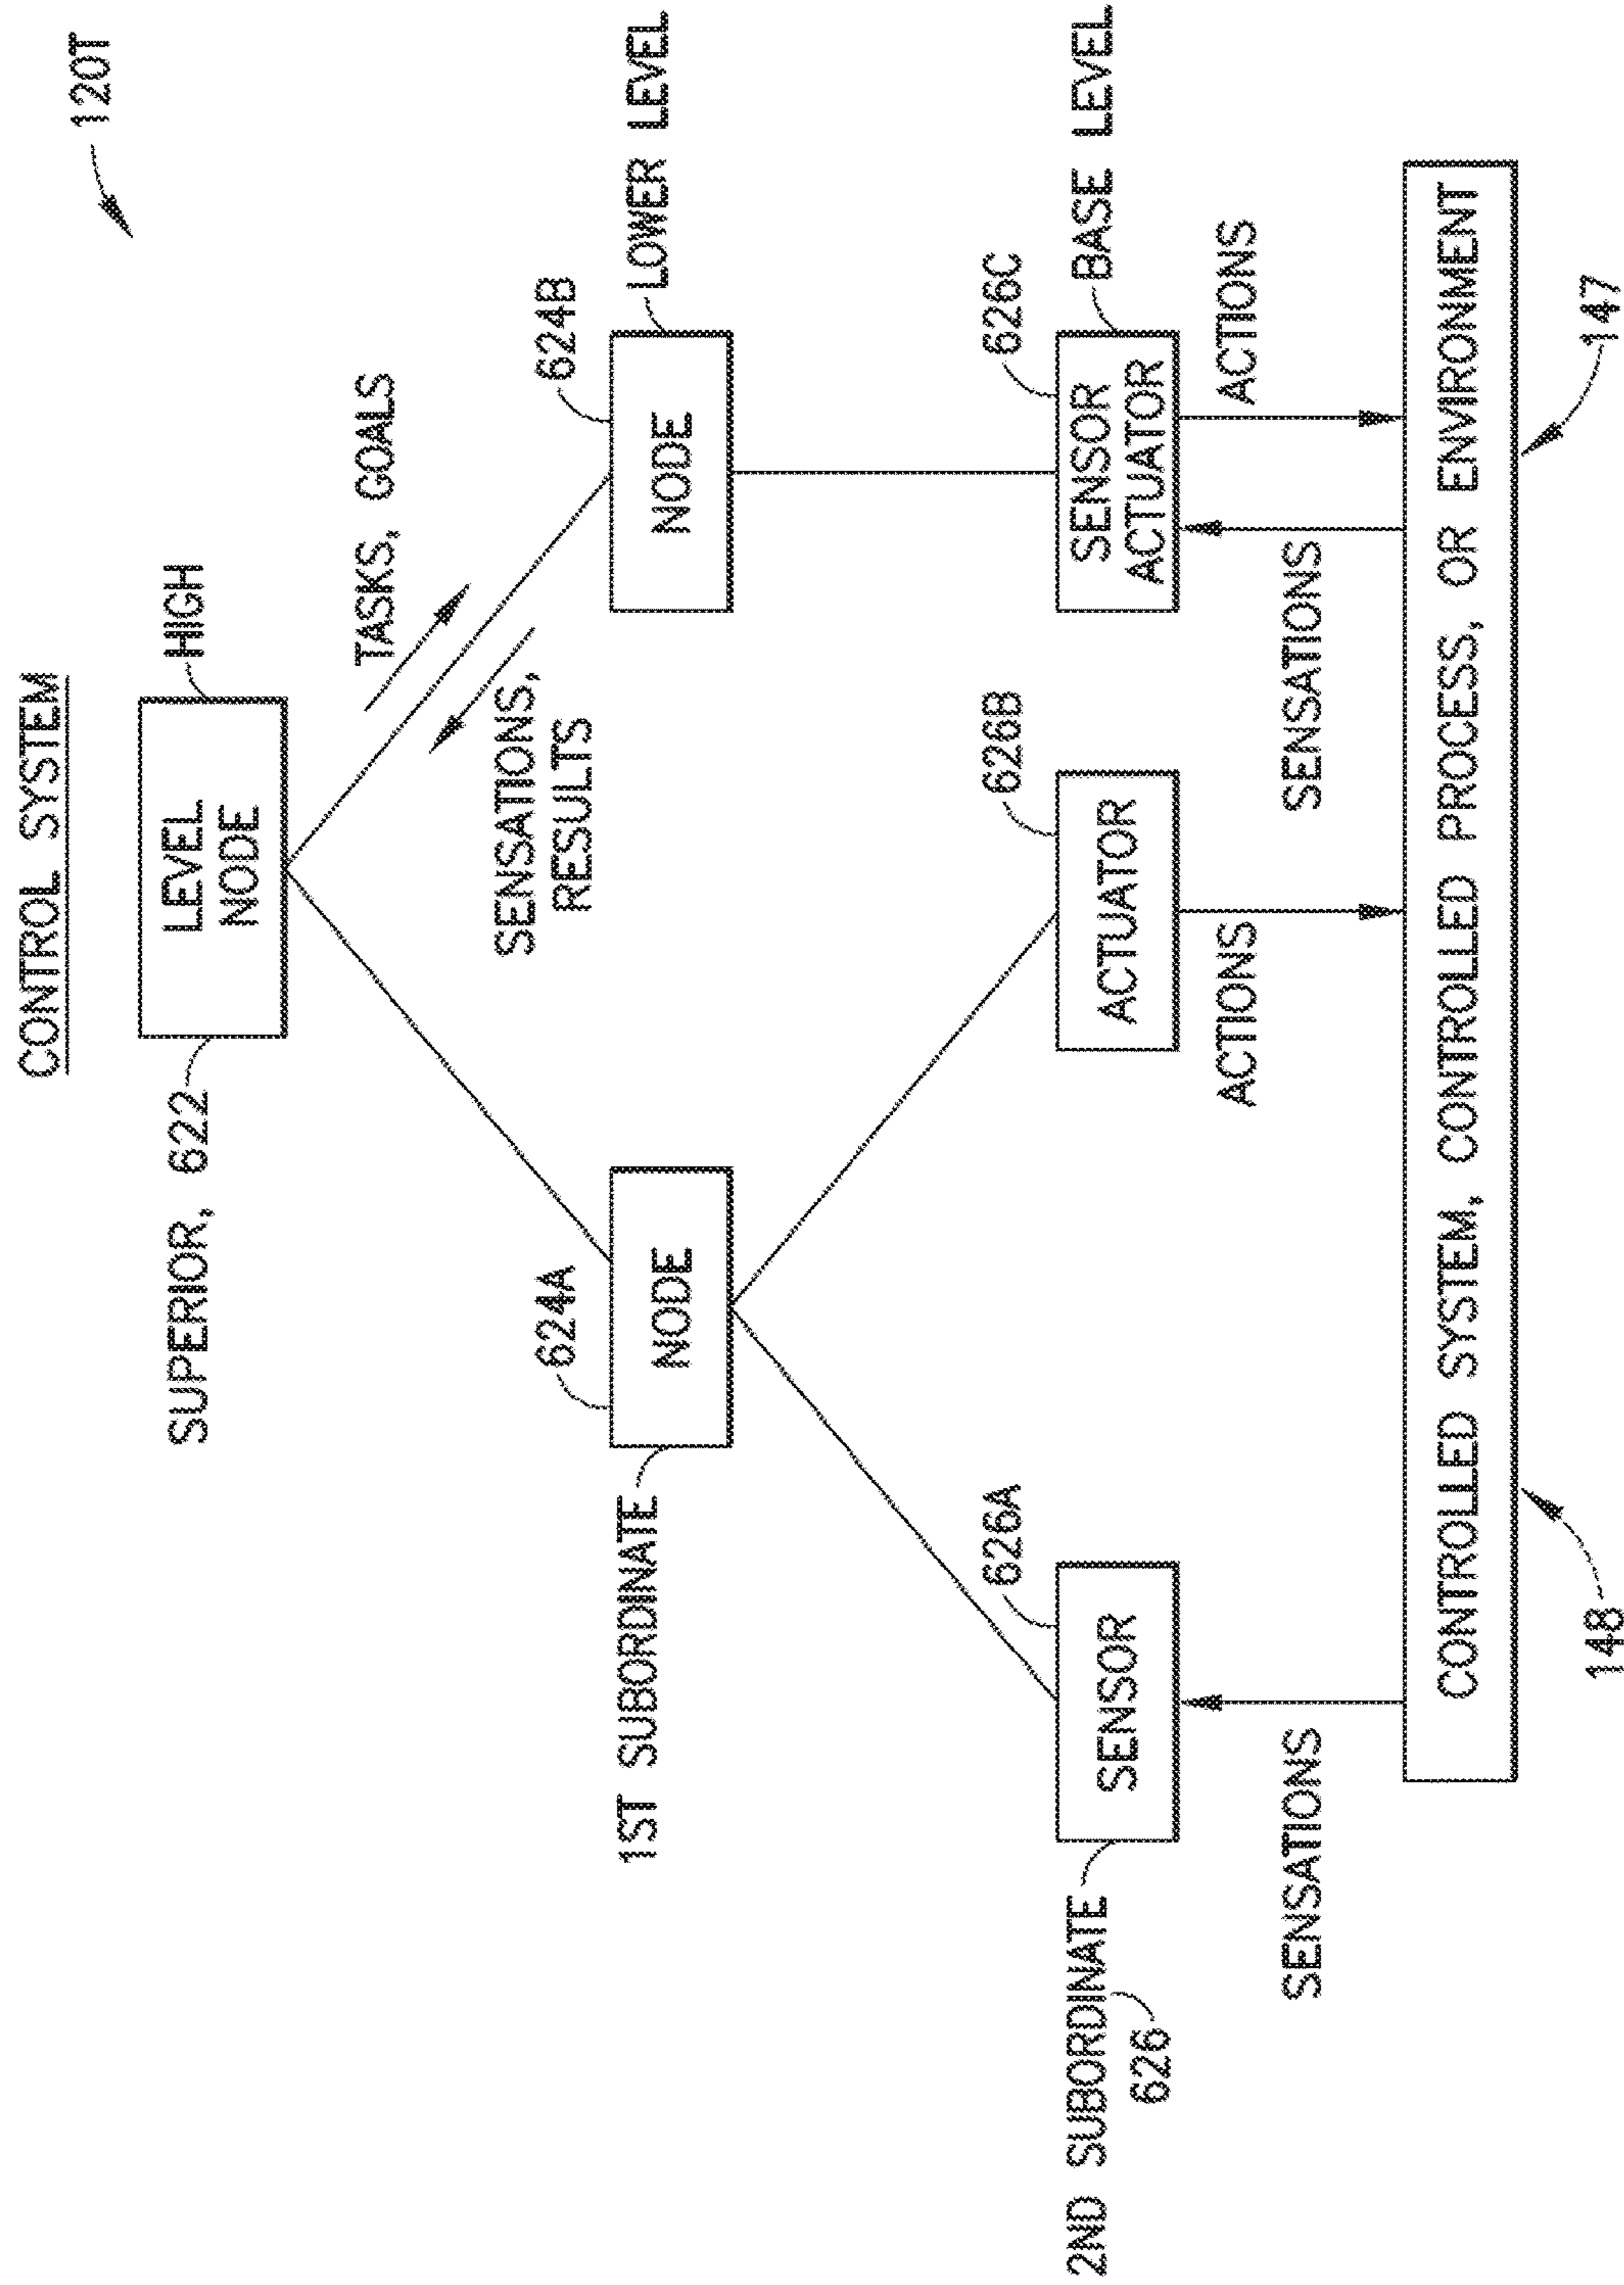 CONTROL SYSTEM
120T
SUPERIOR, 622
LEVEL
NODE
HIGH
TASKS, GOALS
SENSATIONS,
RESULTS
1ST SUBORDINATE
624A
NODE
624B
NODE
LOWER LEVEL
2ND SUBORDINATE
626
626A
SENSOR
626B
ACTUATOR
626C
SENSOR
ACTUATOR
BASE LEVEL
SENSATIONS
ACTIONS
SENSATIONS
ACTIONS
CONTROLLED SYSTEM, CONTROLLED PROCESS, OR ENVIRONMENT
148
147